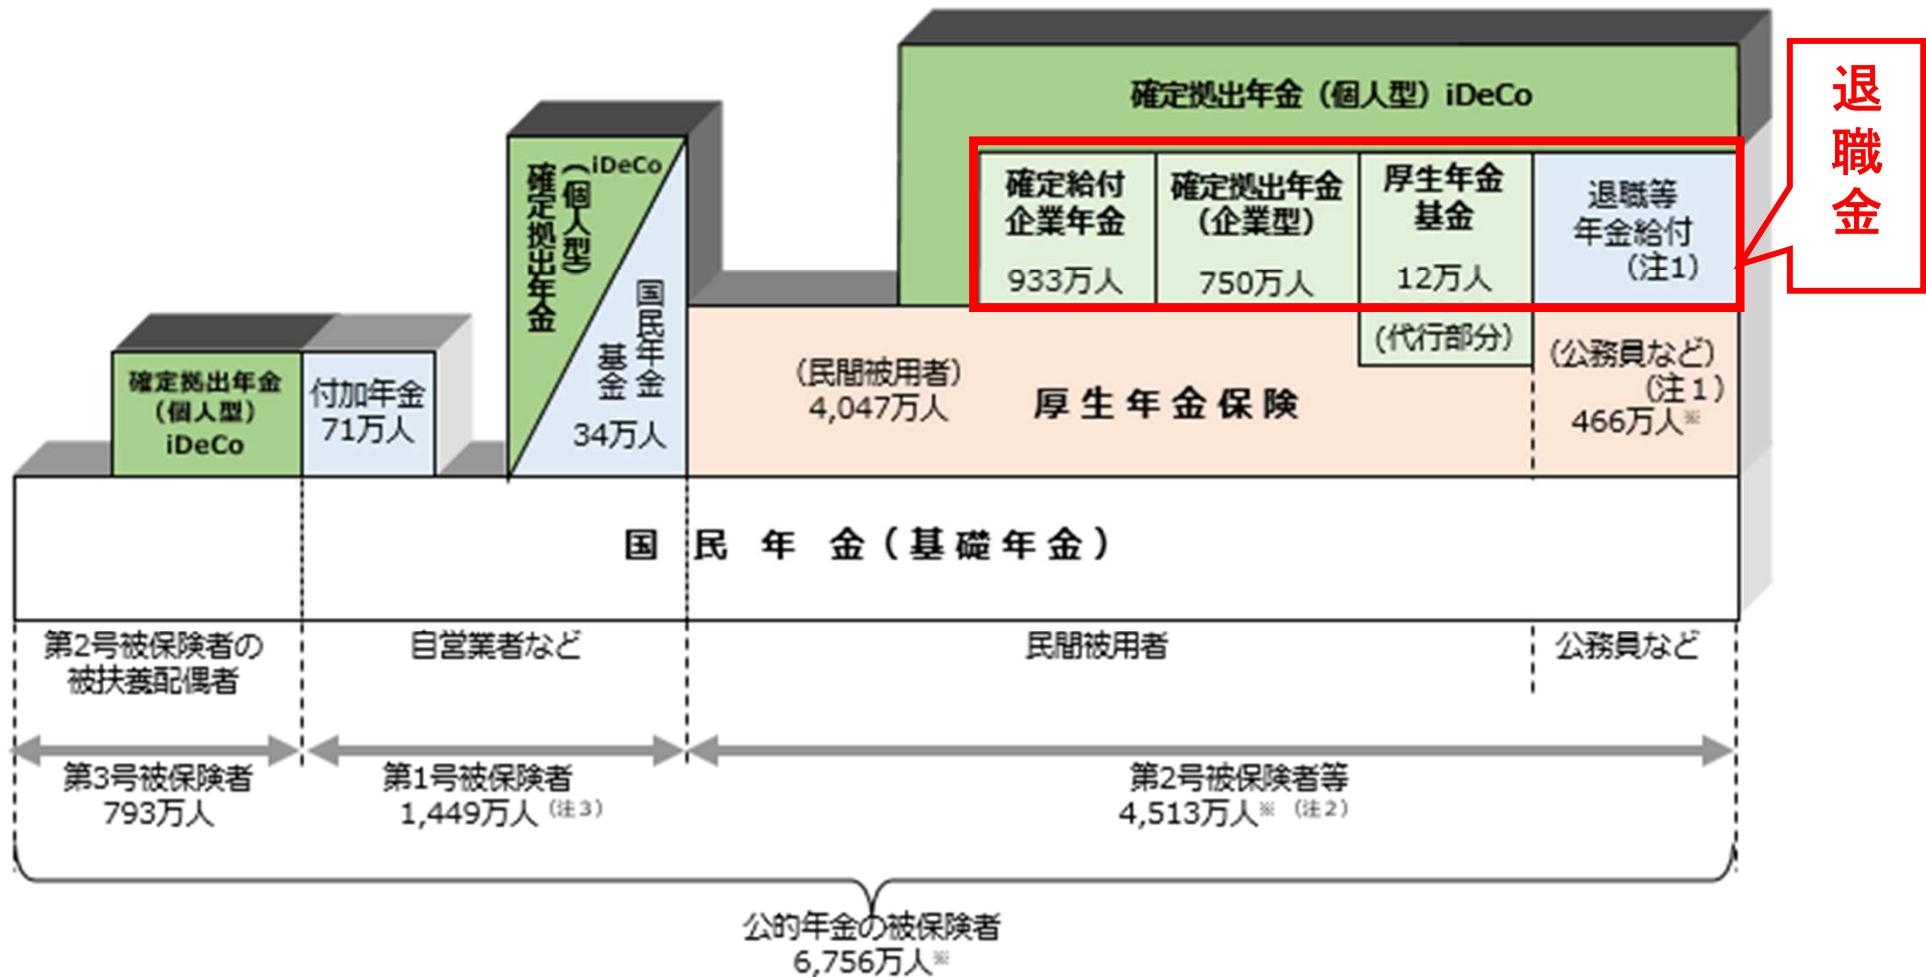 確定拠出年金（個人型）iDeCo
退職金
確定給付
企業年金
933万人
確定拠出年金
（企業型）
750万人
厚生年金
基金
12万人
（代行部分）
退職等
年金給付
（注1）
iDeCo
（個人型）
確定拠出年金
国民年金
基金
34万人
確定拠出年金
（個人型）
iDeCo
付加年金
71万人
（民間被用者）
4,047万人
厚生年金保険
（公務員など）
（注１）
466万人※
国民年金（基礎年金）
第2号被保険者の
被扶養配偶者
自営業者など
民間被用者
公務員など
第3号被保険者
793万人
第1号被保険者
1,449万人（注３）
第2号被保険者等
4,513万人※（注２）
公的年金の被保険者
6,756万人※